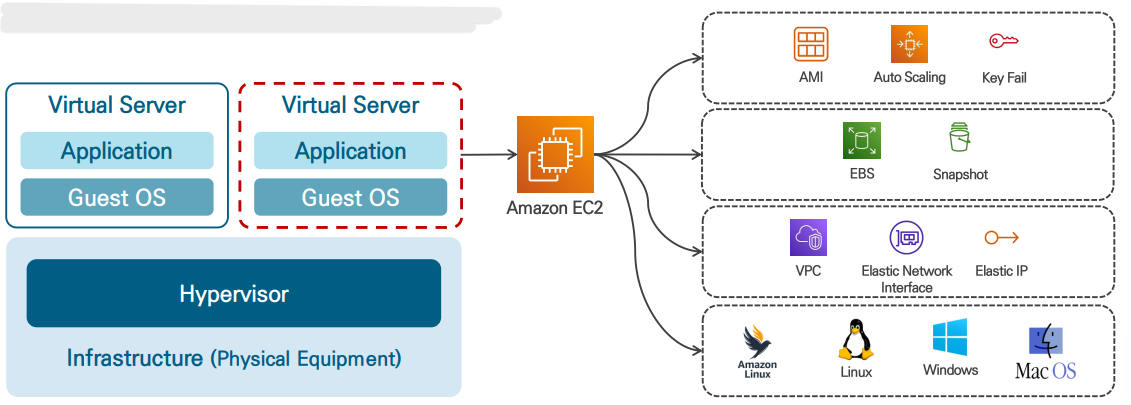 Virtual Server
Application
Guest OS
Virtual Server
Application
Guest OS
Hypervisor
Infrastructure (Physical Equipment)
Amazon EC2
AMI
Auto Scaling
Key Fail
EBS
Snapshot
VPC
Elastic Network
Interface
Elastic IP
Amazon
Linux
Linux
Windows
Mac OS